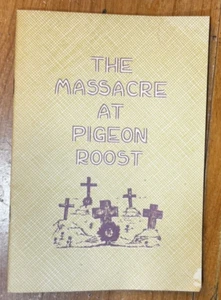 THE
MASSACRE
AT
PIGEON
ROOST